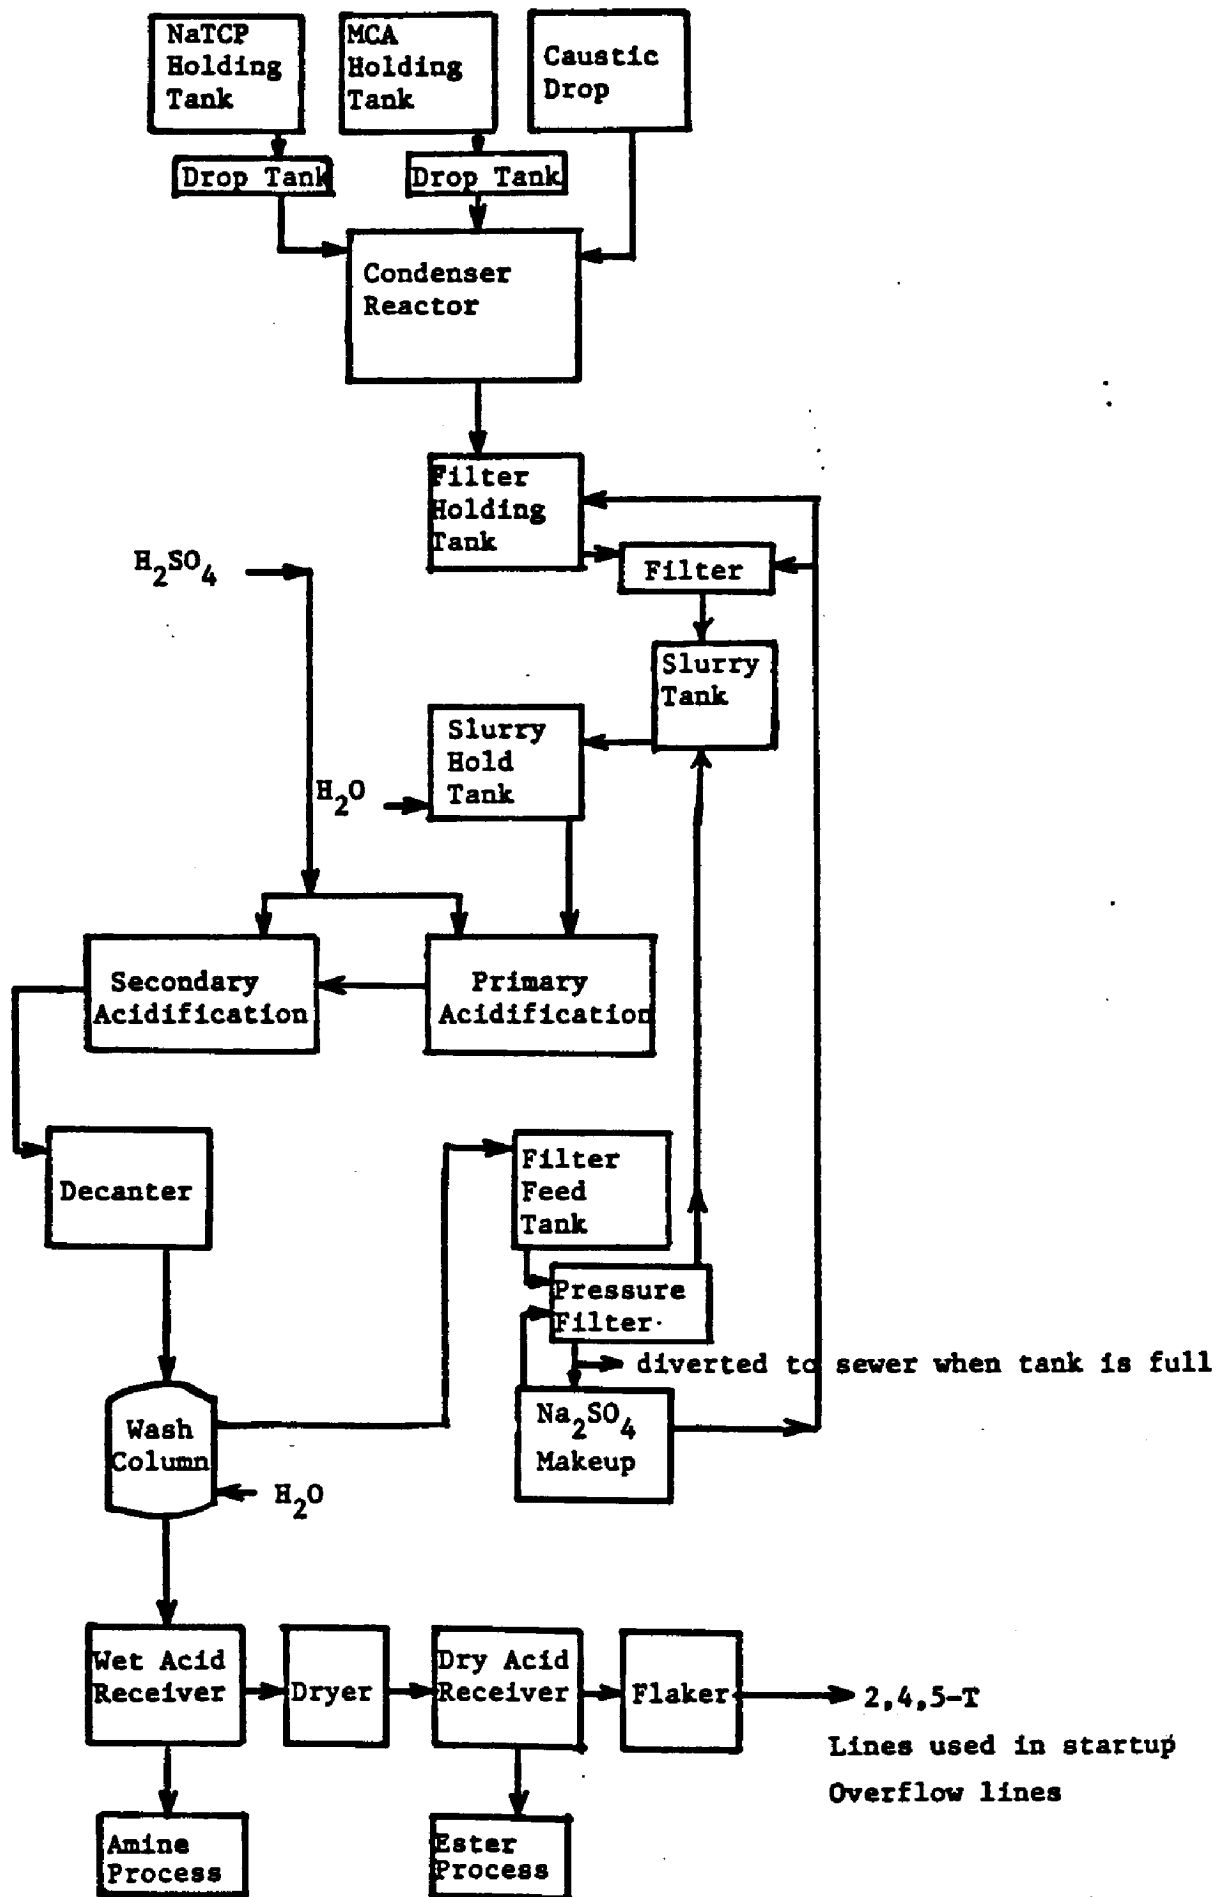 NaTCP
Holding
Tank
MCA
Holding
Tank
Caustic
Drop
Drop Tank
Drop Tank
Condenser
Reactor
Filter
Holding
Tank
H₂SO₄
Filter
Slurry
Tank
Slurry
Hold
Tank
H₂O
Secondary
Acidification
Primary
Acidification
Decanter
Filter
Feed
Tank
Pressure
Filter
diverted to sewer when tank is full
Na₂SO₄
Makeup
Wash
Column
H₂O
Wet Acid
Receiver
Dryer
Dry Acid
Receiver
Flaker
2,4,5-T
Lines used in startup
Overflow lines
Amine
Process
Ester
Process